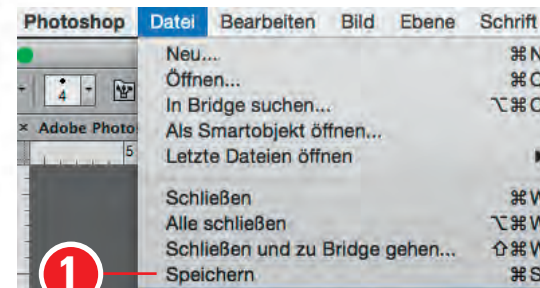 Photoshop Datei Bearbeiten Bild Ebene Schrift
Neu... ⌘N
4 Öffnen... ⌘O
In Bridge suchen... ⌥⌘O
× Adobe Photo Als Smartobjekt öffnen...
5 Letzte Dateien öffnen ▶
Schließen ⌘W
Alle schließen ⌥⌘W
Schließen und zu Bridge gehen... ⇧⌘W
1 Speichern ⌘S